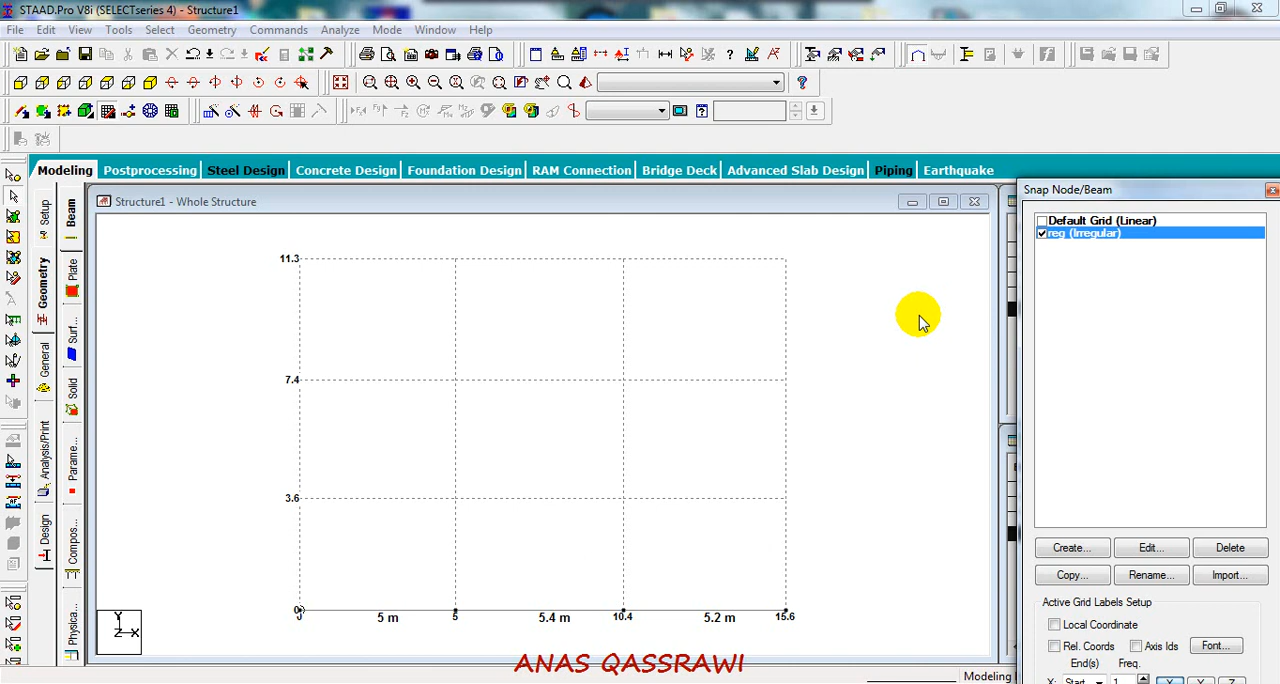 STAAD.Pro V8i (SELECTseries 4) - Structure1
File Edit View Tools Select Geometry Commands Analyze Mode Window Help
Modeling Postprocessing Steel Design Concrete Design Foundation Design RAM Connection Bridge Deck Advanced Slab Design Piping Earthquake
Structure1 - Whole Structure
Snap Node/Beam
Default Grid (Linear)
reg (Irregular)
Setup
Geometry
General
Analysis/Print
Design
Beam
Plate
Surf...
Solid
Parame...
Compos...
Physica...
11.3
7.4
3.6
0
5 m 5 5.4 m 10.4 5.2 m 15.6
Y
Z X
Create... Edit... Delete
Copy... Rename... Import...
Active Grid Labels Setup
Local Coordinate
Rel. Coords Axis Ids Font...
End(s) Freq.
X: Start 1 X Y Z
ANAS QASSRAWI
Modeling